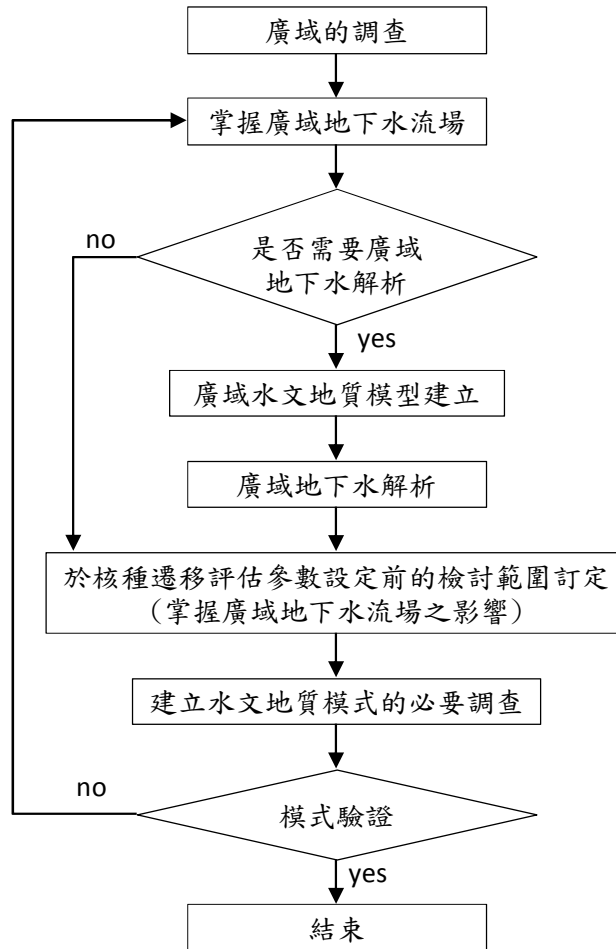 廣域的調查
掌握廣域地下水流場
no
是否需要廣域
地下水解析
yes
廣域水文地質模型建立
廣域地下水解析
於核種遷移評估參數設定前的檢討範圍訂定
（掌握廣域地下水流場之影響）
建立水文地質模式的必要調查
no
模式驗證
yes
結束